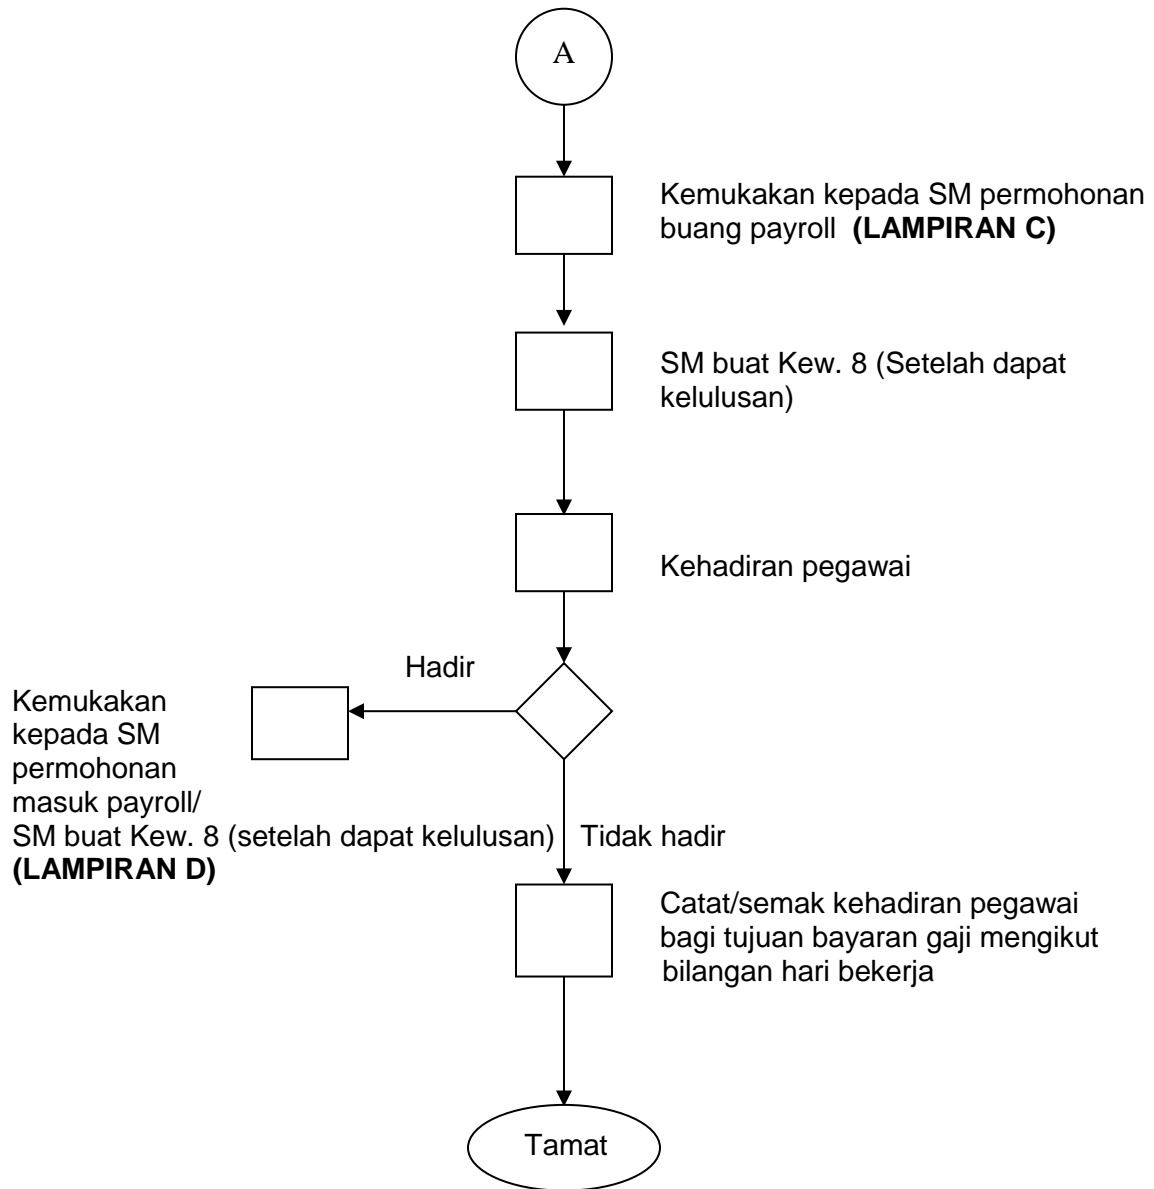 A
Kemukakan kepada SM permohonan
buang payroll (LAMPIRAN C)
SM buat Kew. 8 (Setelah dapat
kelulusan)
Kehadiran pegawai
Hadir
Kemukakan
kepada SM
permohonan
masuk payroll/
SM buat Kew. 8 (setelah dapat kelulusan)
(LAMPIRAN D)
Tidak hadir
Catat/semak kehadiran pegawai
bagi tujuan bayaran gaji mengikut
bilangan hari bekerja
Tamat